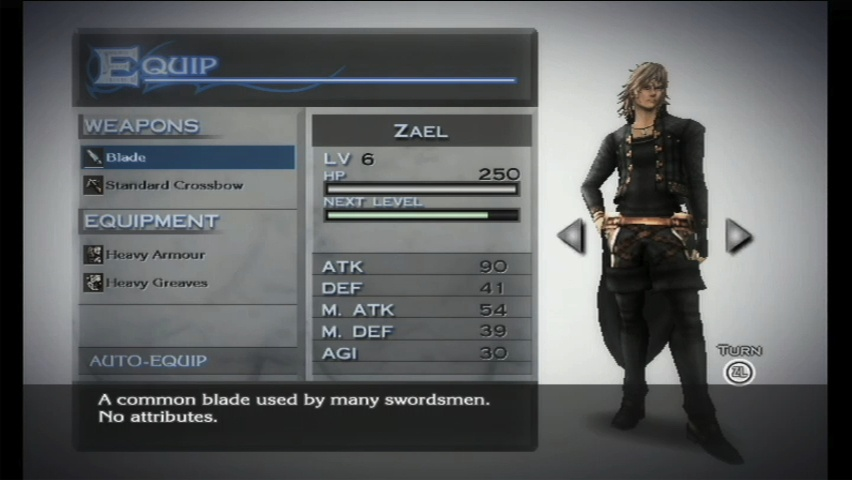 EQUIP
WEAPONS
Blade
Standard Crossbow
EQUIPMENT
Heavy Armour
Heavy Greaves
AUTO-EQUIP
ZAEL
LV 6
HP 250
NEXT LEVEL
ATK 90
DEF 41
M. ATK 54
M. DEF 39
AGI 30
TURN
ZL
A common blade used by many swordsmen.
No attributes.